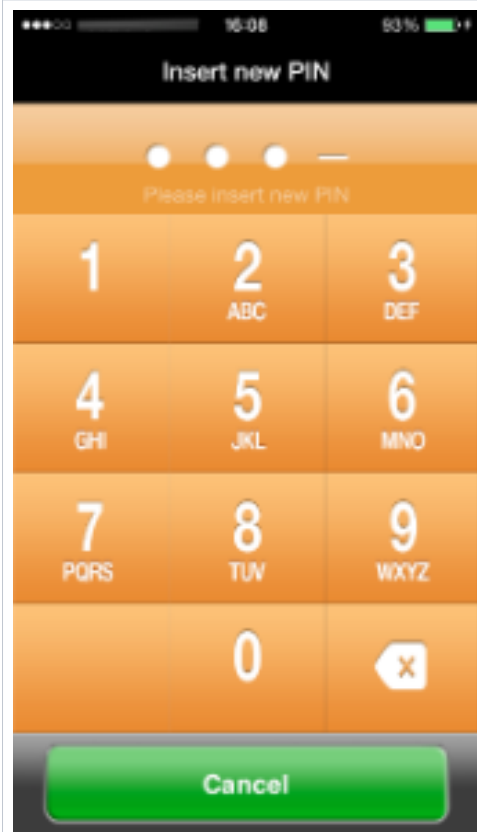 16:08 93%
Insert new PIN
Please insert new PIN
1 2 3
ABC DEF
4 5 6
GHI JKL MNO
7 8 9
PQRS TUV WXYZ
0 x
Cancel